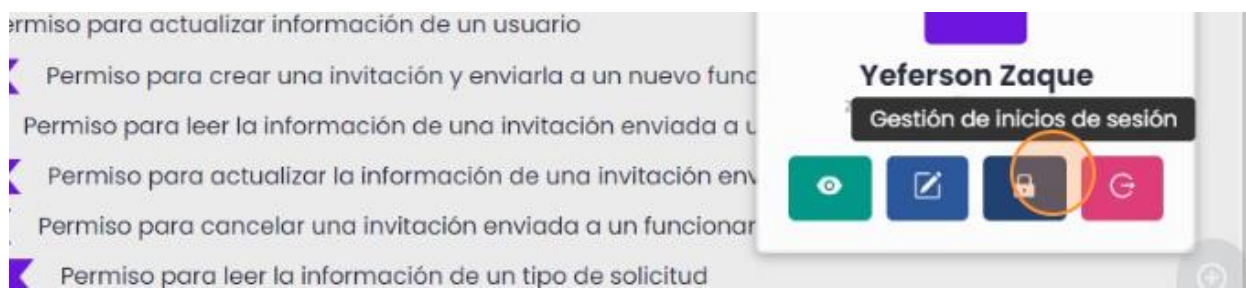 ermiso para actualizar información de un usuario
Permiso para crear una invitación y enviarla a un nuevo func
Permiso para leer la información de una invitación enviada a u
Permiso para actualizar la información de una invitación env
Permiso para cancelar una invitación enviada a un funcionar
Permiso para leer la información de un tipo de solicitud
Yeferson Zaque
Gestión de inicios de sesión